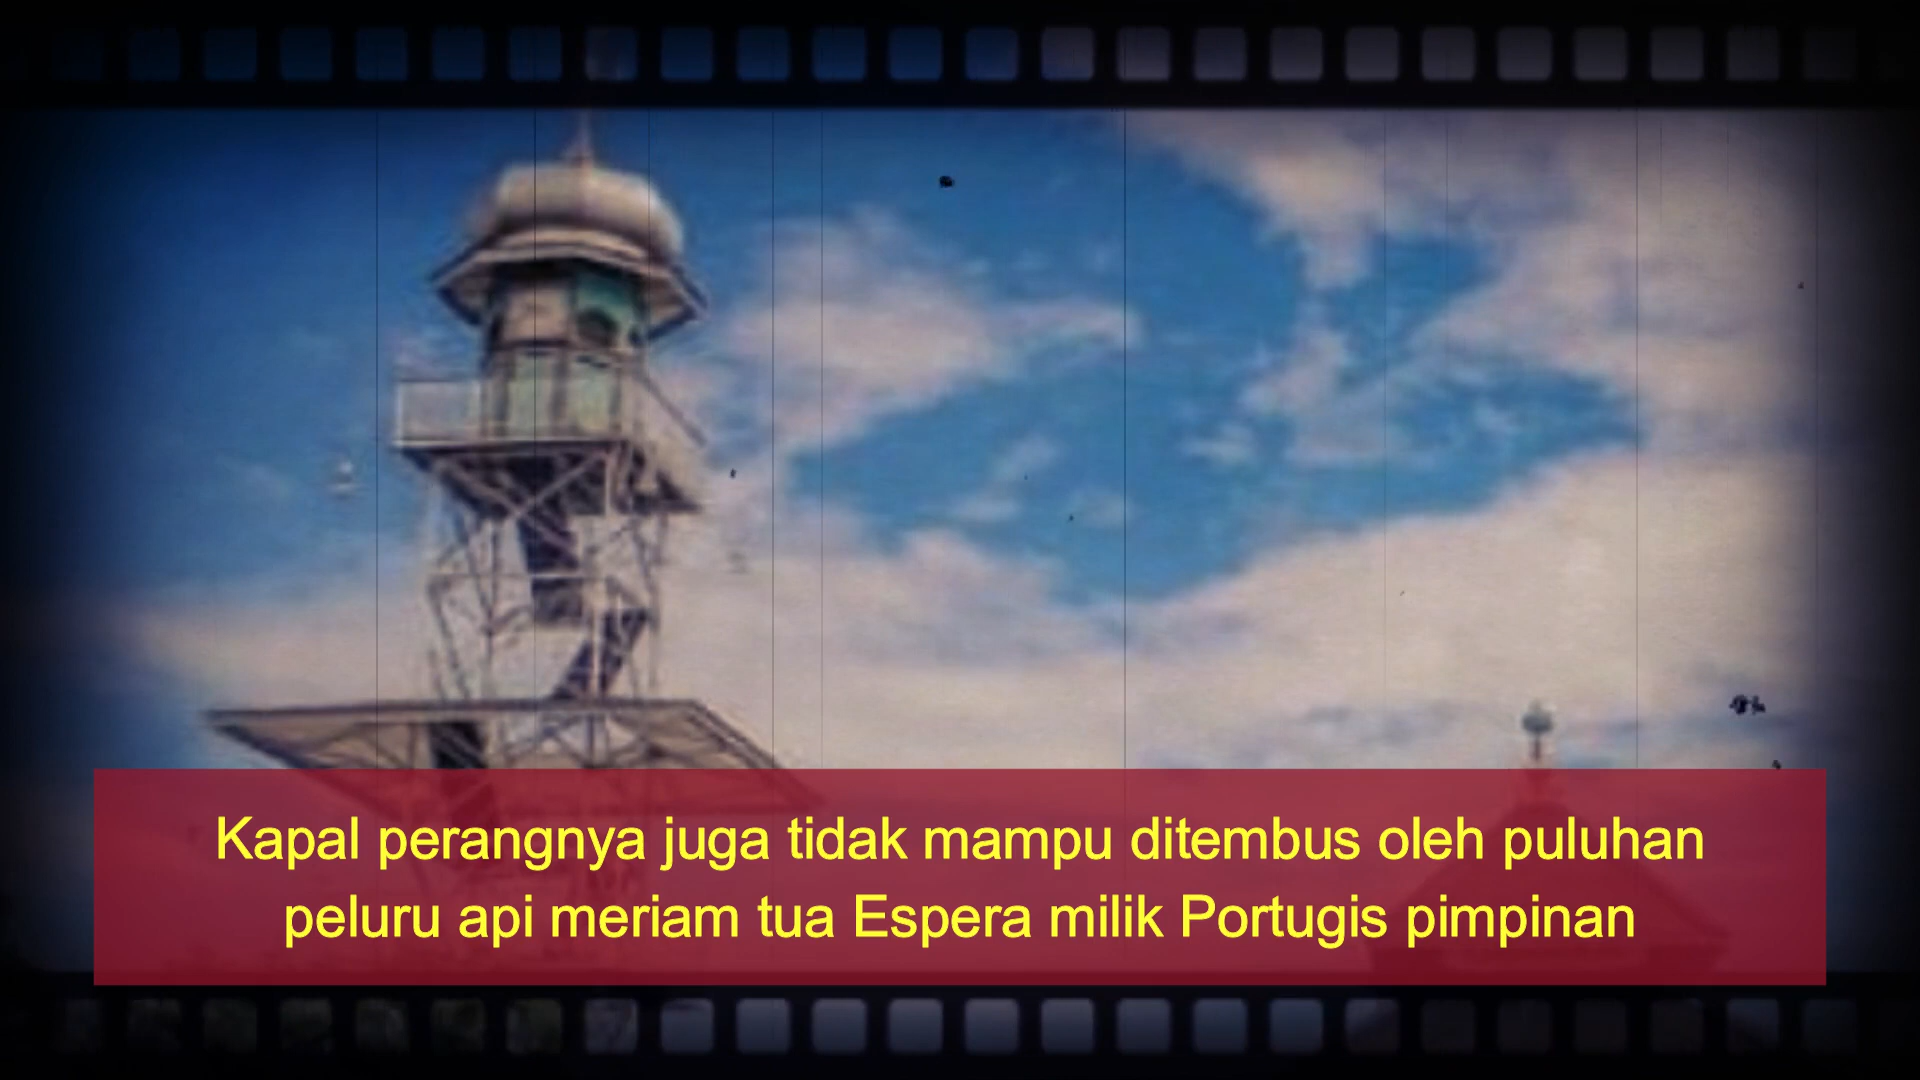 Kapal perangnya juga tidak mampu ditembus oleh puluhan
peluru api meriam tua Espera milik Portugis pimpinan